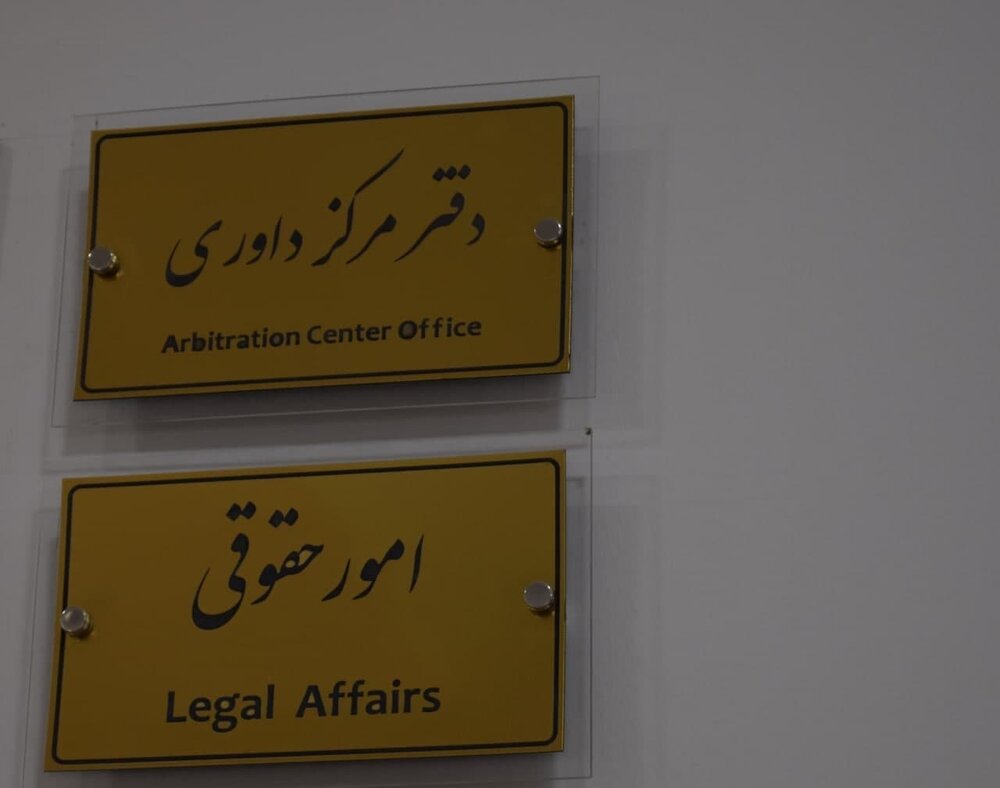 دفتر مرکز داوری
Arbitration Center Office
امور حقوقی
Legal Affairs